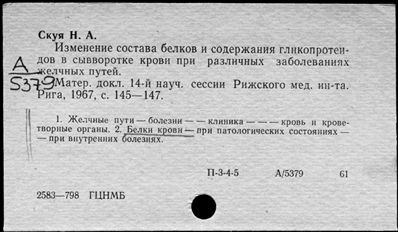 Скуя Н. А.
Изменение состава белков и содержания гликопротеи-
дов в сывворотке крови при различных заболеваниях
желчных путей.
А
5379
Матер. докл. 14-й науч. сессии Рижского мед. ин-та.
Рига, 1967, с. 145—147.
1. Желчные пути — болезни — — клиника — — — кровь и крове-
творные органы. 2. Белки крови — при патологических состояниях —
— при внутренних болезнях.
П-3-4-5 А/5379 61
2583—798 ГЦНМБ